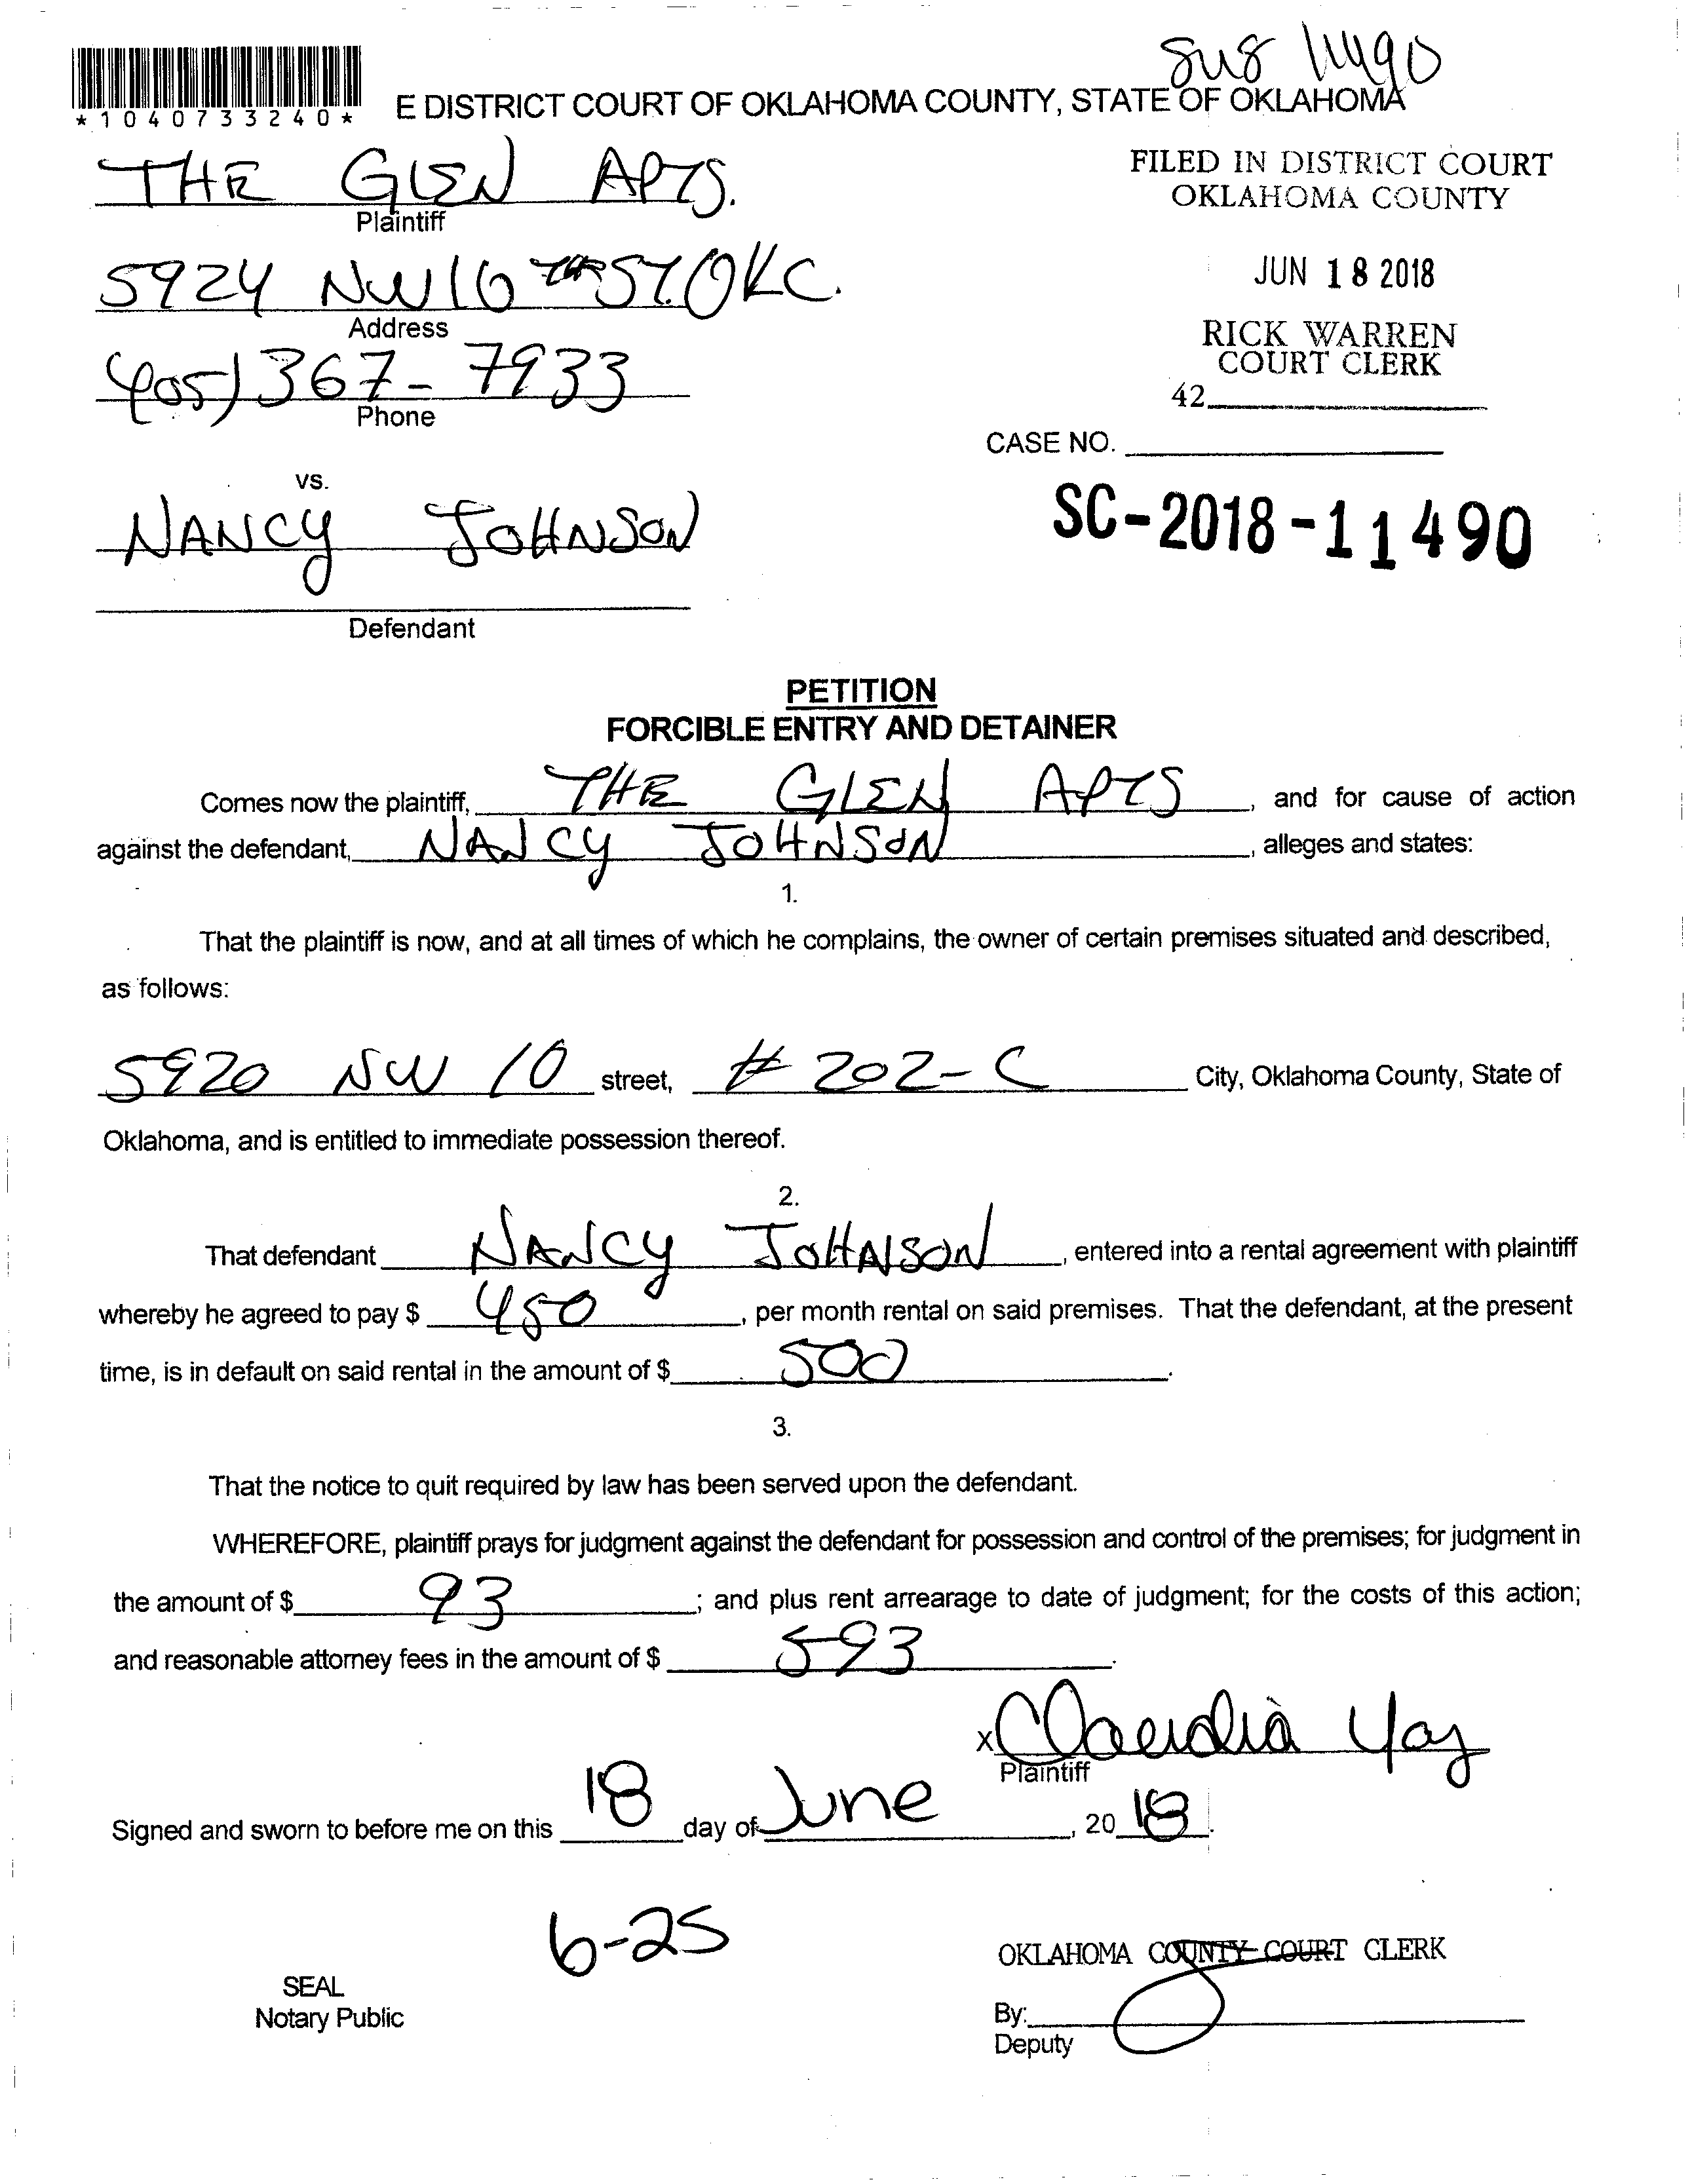 *1040733240*
E DISTRICT COURT OF OKLAHOMA COUNTY, STATE OF OKLAHOMA
THE GLEN APTS.
Plaintiff
FILED IN DISTRICT COURT
OKLAHOMA COUNTY
5924 NW 10 TH ST. OKC.
Address
JUN 18 2018
(405) 367-7933
Phone
RICK WARREN
COURT CLERK
42
CASE NO.
vs.
NANCY JOHNSON
SC-2018-11490
Defendant
PETITION
FORCIBLE ENTRY AND DETAINER
Comes now the plaintiff, THE GLEN APTS, and for cause of action
against the defendant, NANCY JOHNSON, alleges and states:
1.
That the plaintiff is now, and at all times of which he complains, the owner of certain premises situated and described,
as follows:
5920 NW 10 street, # 202-C City, Oklahoma County, State of
Oklahoma, and is entitled to immediate possession thereof.
2.
That defendant NANCY JOHNSON, entered into a rental agreement with plaintiff
whereby he agreed to pay $ 450, per month rental on said premises. That the defendant, at the present
time, is in default on said rental in the amount of $ 500.
3.
That the notice to quit required by law has been served upon the defendant.
WHEREFORE, plaintiff prays for judgment against the defendant for possession and control of the premises; for judgment in
the amount of $ 93; and plus rent arrearage to date of judgment; for the costs of this action;
and reasonable attorney fees in the amount of $ 593.
x Claudia Yaz
Plaintiff
Signed and sworn to before me on this 18 day of June, 20 18.
6-25
SEAL
Notary Public
OKLAHOMA COUNTY COURT CLERK
By:
Deputy